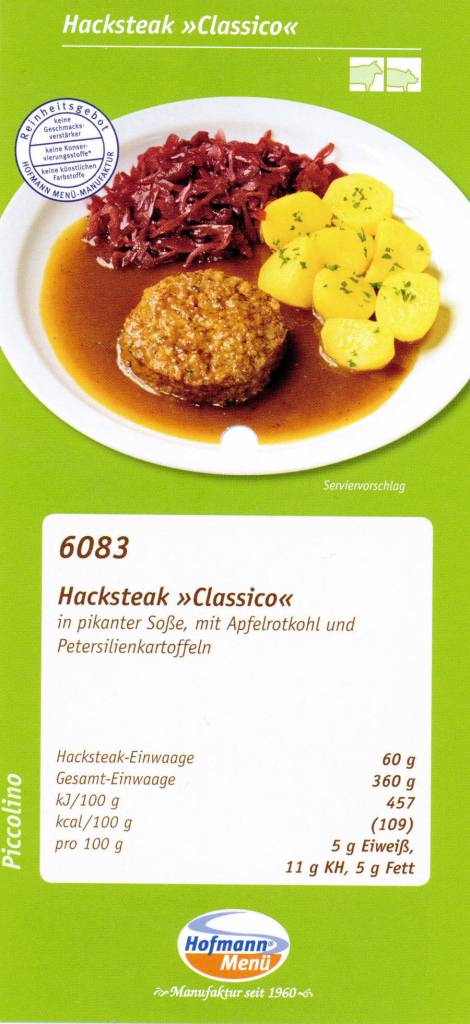 Hacksteak »Classico«
Reinheitsgebot
keine
Geschmacks-
verstärker
keine Konser-
vierungsstoffe*
keine künstlichen
Farbstoffe
HOFMANN MENÜ-MANUFAKTUR
Serviervorschlag
6083
Hacksteak »Classico«
in pikanter Soße, mit Apfelrotkohl und
Petersilienkartoffeln
Hacksteak-Einwaage 60 g
Gesamt-Einwaage 360 g
kJ/100 g 457
kcal/100 g (109)
pro 100 g 5 g Eiweiß,
11 g KH, 5 g Fett
Piccolino
Hofmann®
Menü
Manufaktur seit 1960